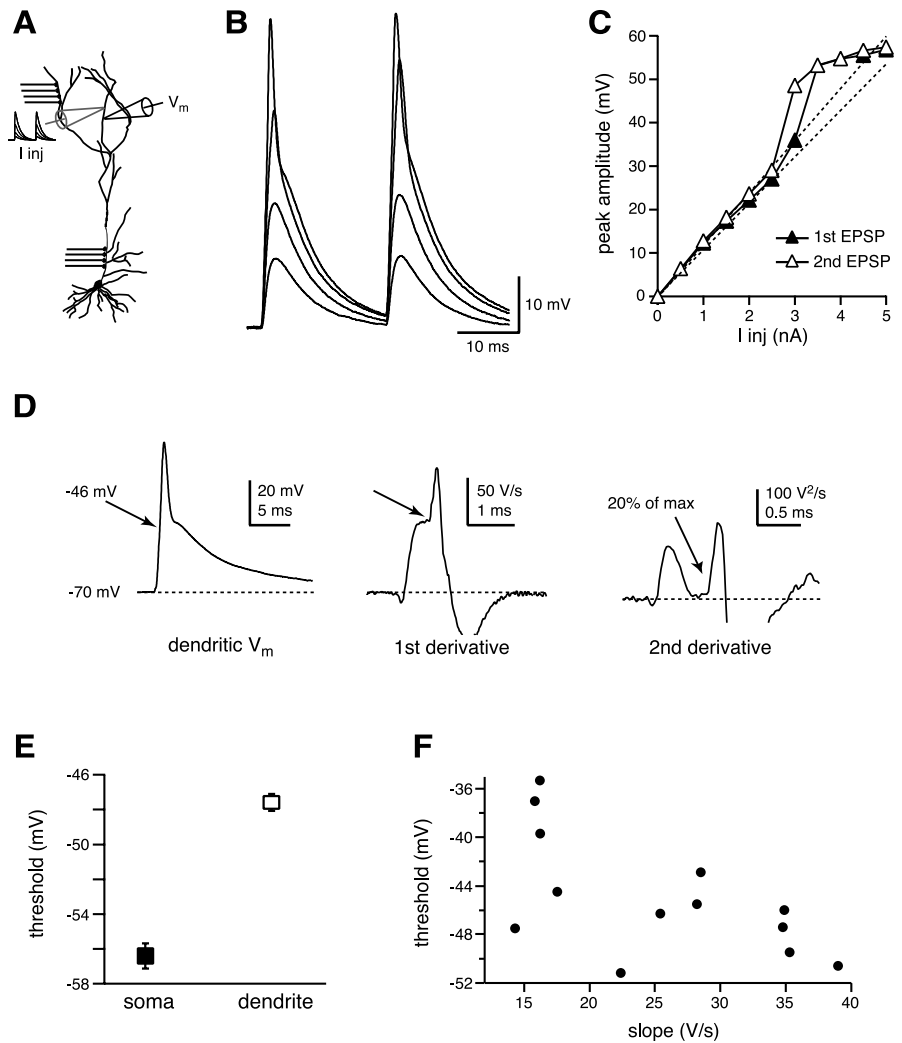 A
B
C
V_m
I inj
10 mV
10 ms
peak amplitude (mV)
60
50
40
30
20
10
0
0 1 2 3 4 5
I inj (nA)
1st EPSP
2nd EPSP
D
-46 mV
-70 mV
20 mV
5 ms
dendritic V_m
50 V/s
1 ms
1st derivative
20% of max
100 V²/s
0.5 ms
2nd derivative
E
threshold (mV)
-46
-50
-54
-58
soma dendrite
F
threshold (mV)
-36
-40
-44
-48
-52
15 20 25 30 35 40
slope (V/s)